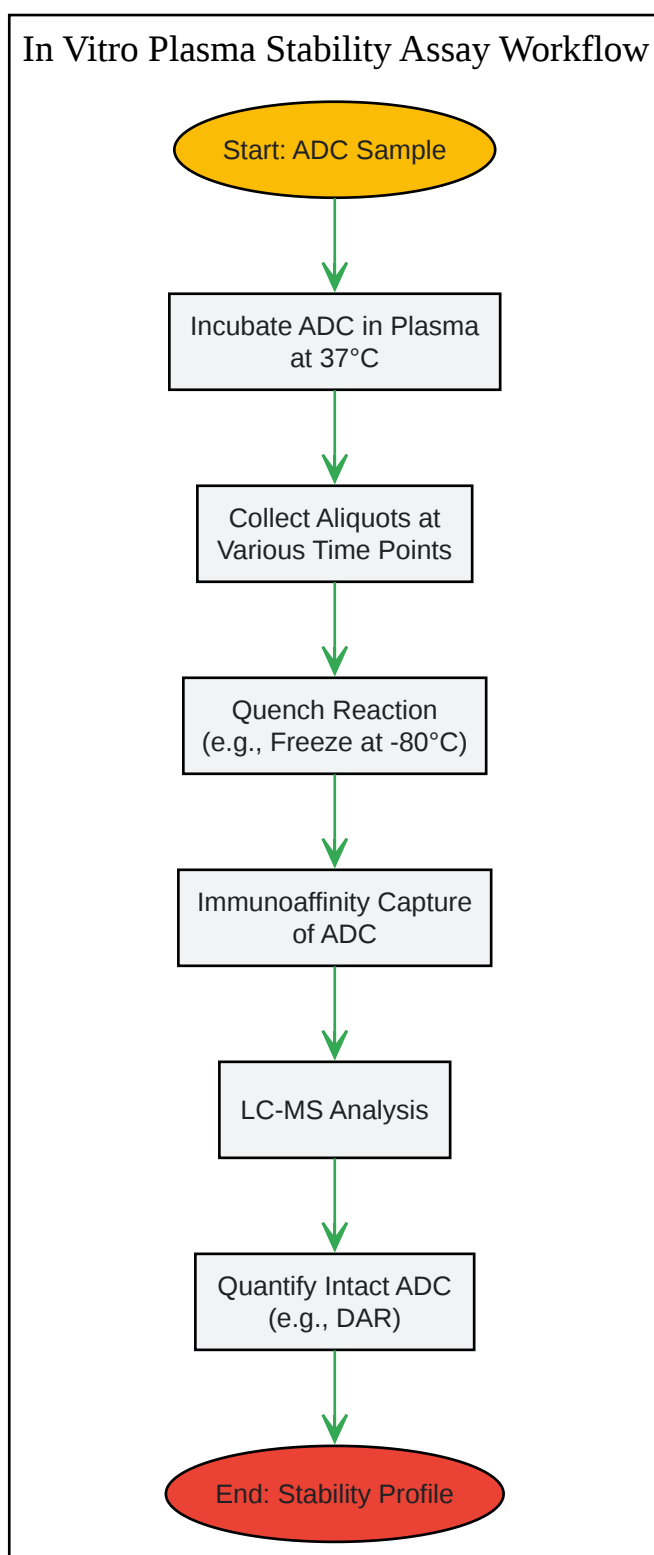 In Vitro Plasma Stability Assay Workflow
Start: ADC Sample
Incubate ADC in Plasma
at 37°C
Collect Aliquots at
Various Time Points
Quench Reaction
(e.g., Freeze at -80°C)
Immunoaffinity Capture
of ADC
LC-MS Analysis
Quantify Intact ADC
(e.g., DAR)
End: Stability Profile